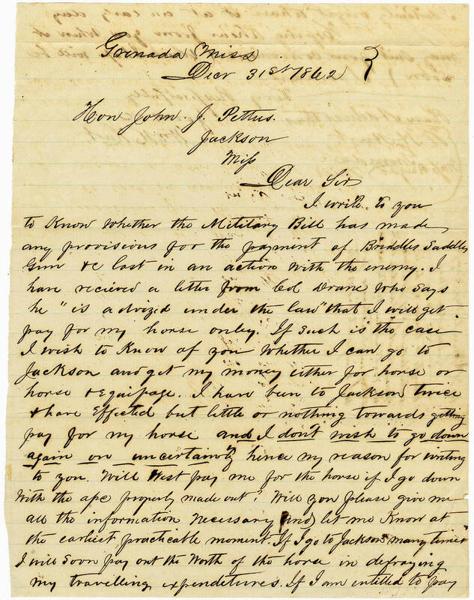 Grenada (Miss)
Decr 31st 1862
Hon John J. Pettus.
Jackson
Miss
Dear Sir
I write to you
to Know Whether the Military Bill has made
any provisions for the payment of Briddles Saddles
Gun &c lost in an action with the enemy. I
have recieved a letter from Col Drane Who says
he "is advized under the law" that I will get
pay for my horse onley. If Such is the case
I wish to Know of you Whether I can go to
Jackson and get my money either for horse or
horse & Equipage. I have been to Jackson twice
& have Effected but little or nothing towards getting
pay for my horse and I don't wish to go down
again on uncertainty hence my reason for writing
to you. Will West pay me for the horse if I go down
With the apc properly made out" Will you please give me
all the information Necessary and let me Know at
the earliest practicable moment. If I go to Jackson many times
I will Soon pay out the Worth of the horse in defraying
my travelling expenditures. If I am intitled to pay